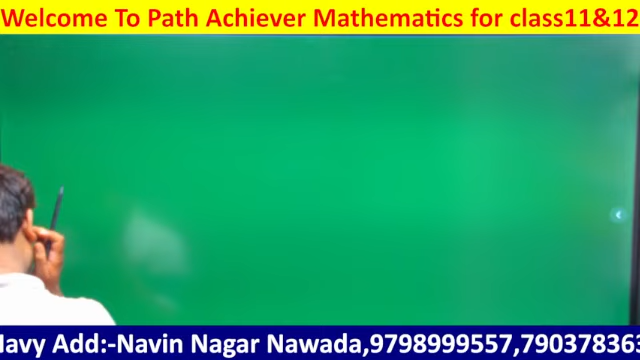 Welcome To Path Achiever Mathematics for class11&12
Navy Add:-Navin Nagar Nawada,9798999557,790378363